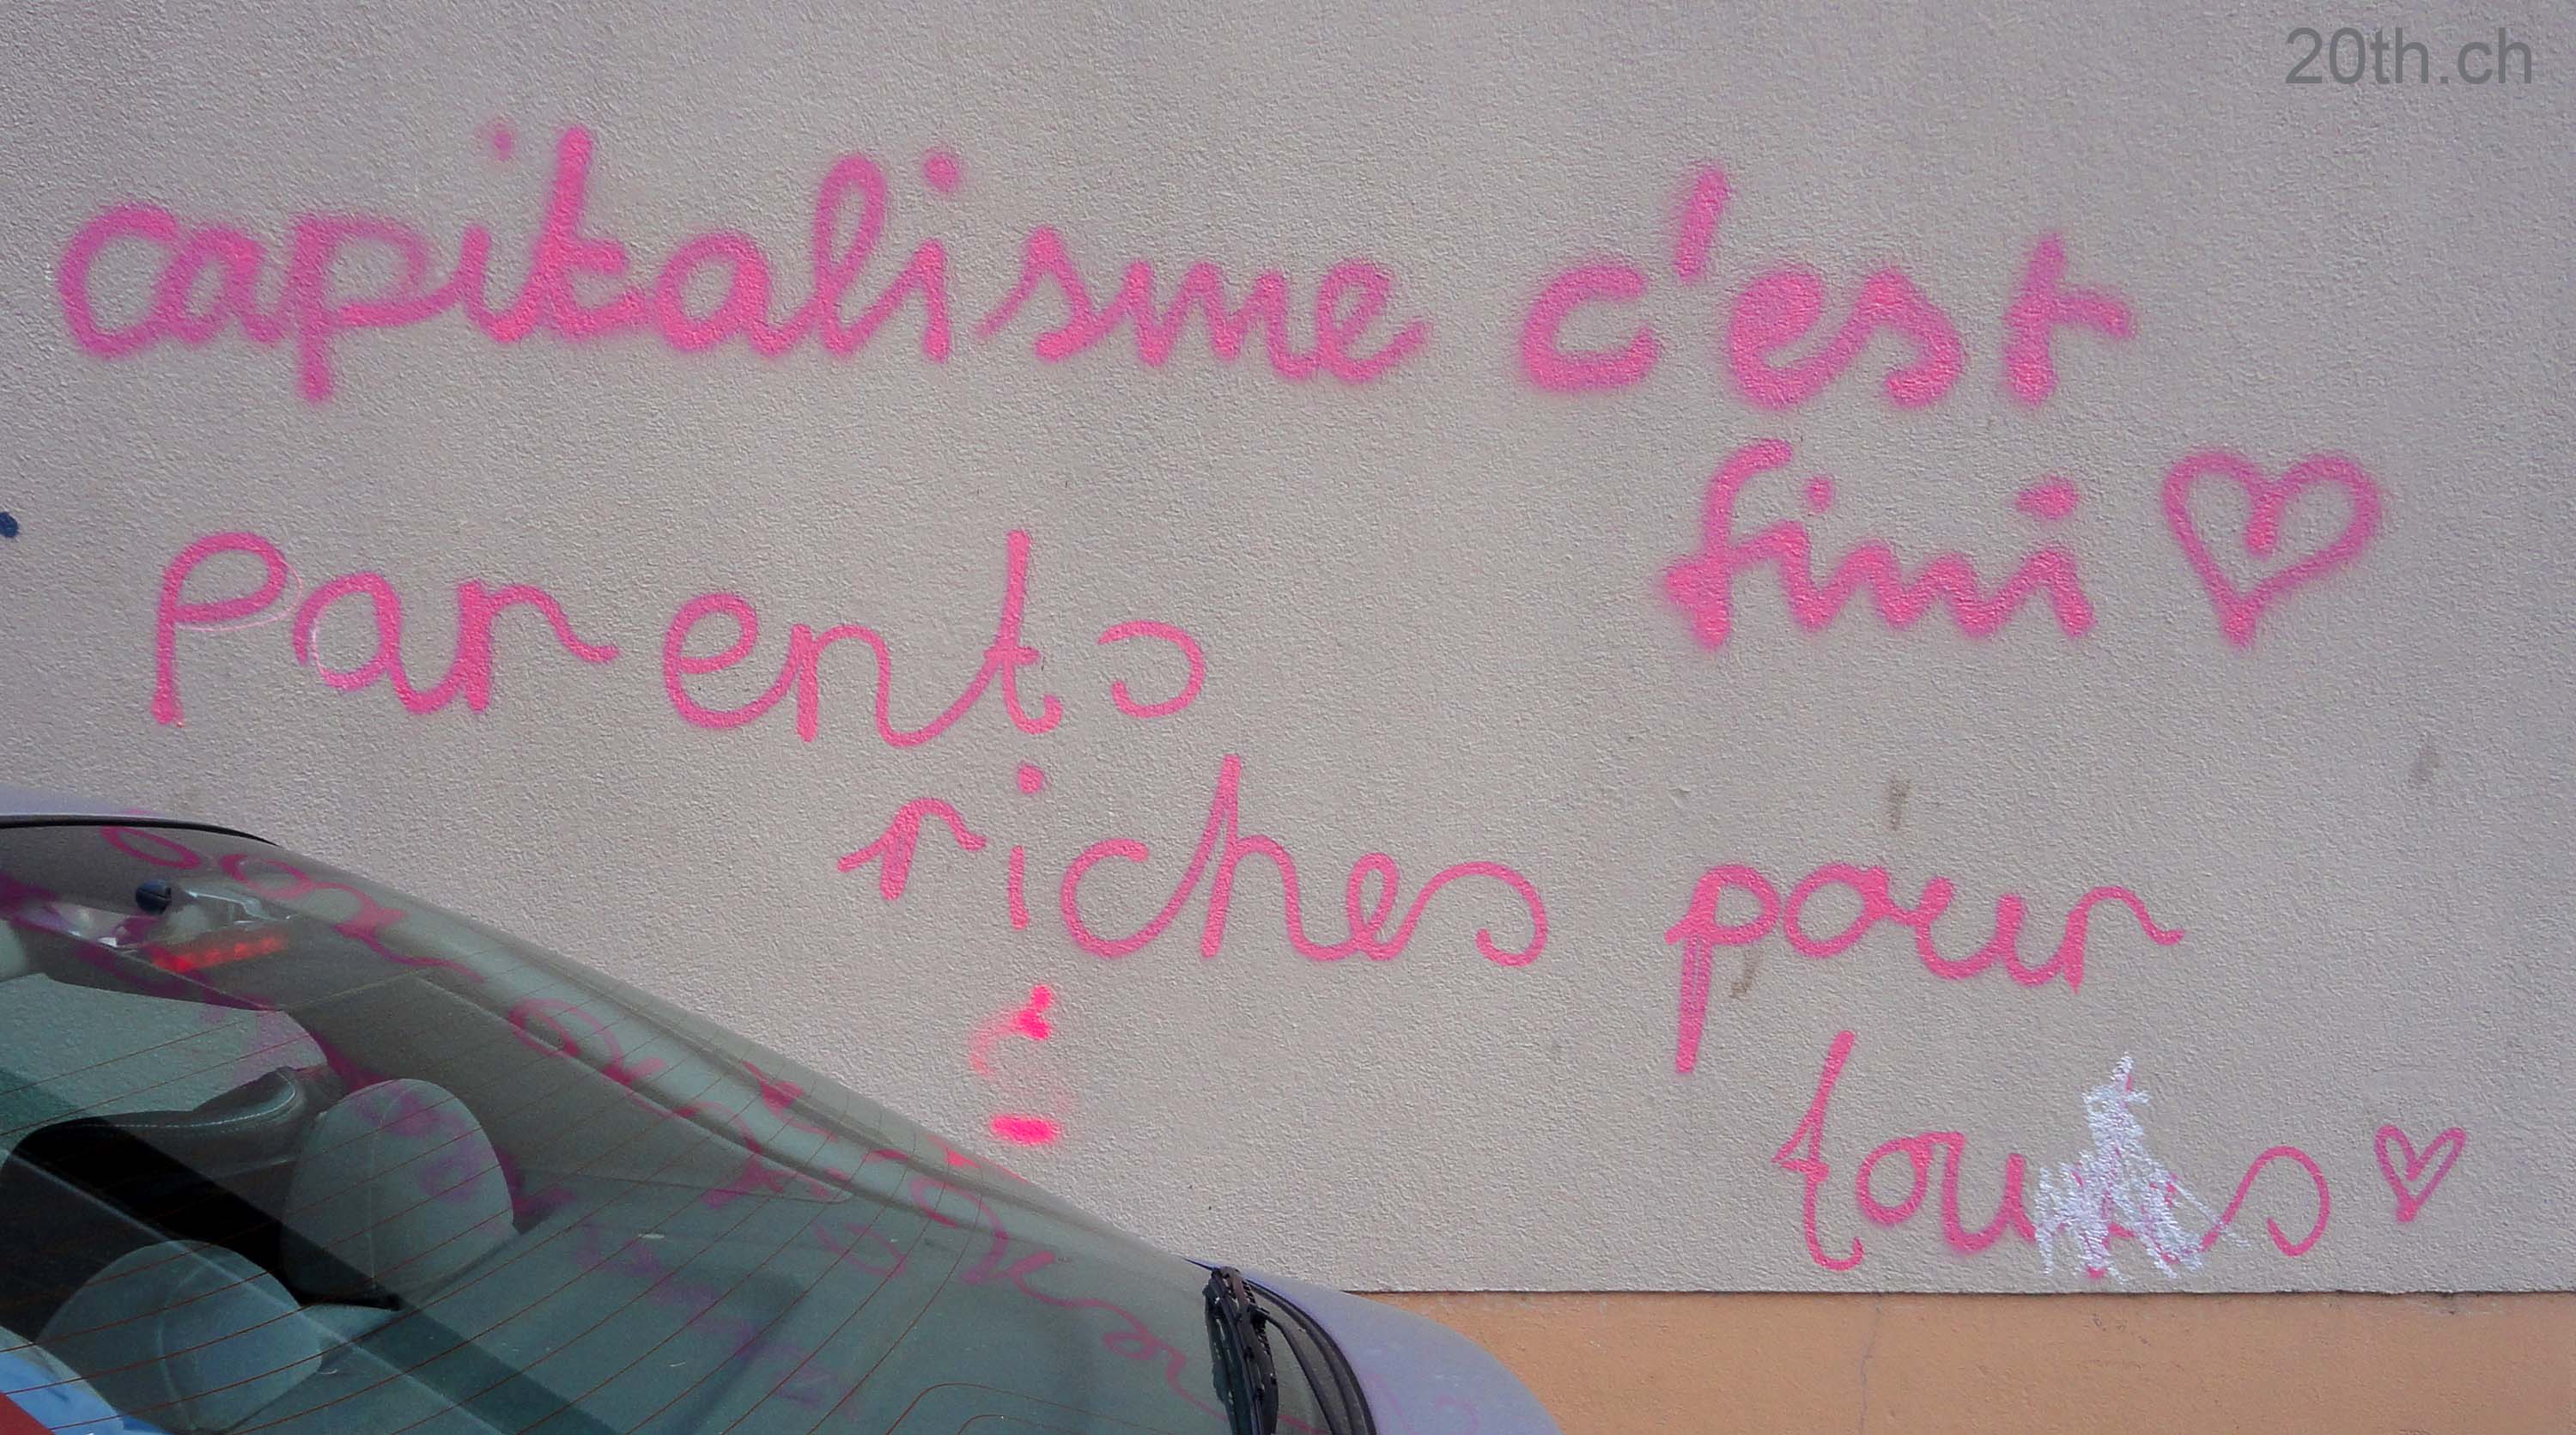 20th.ch
capitalisme c'est
fini
Parents
riches pour